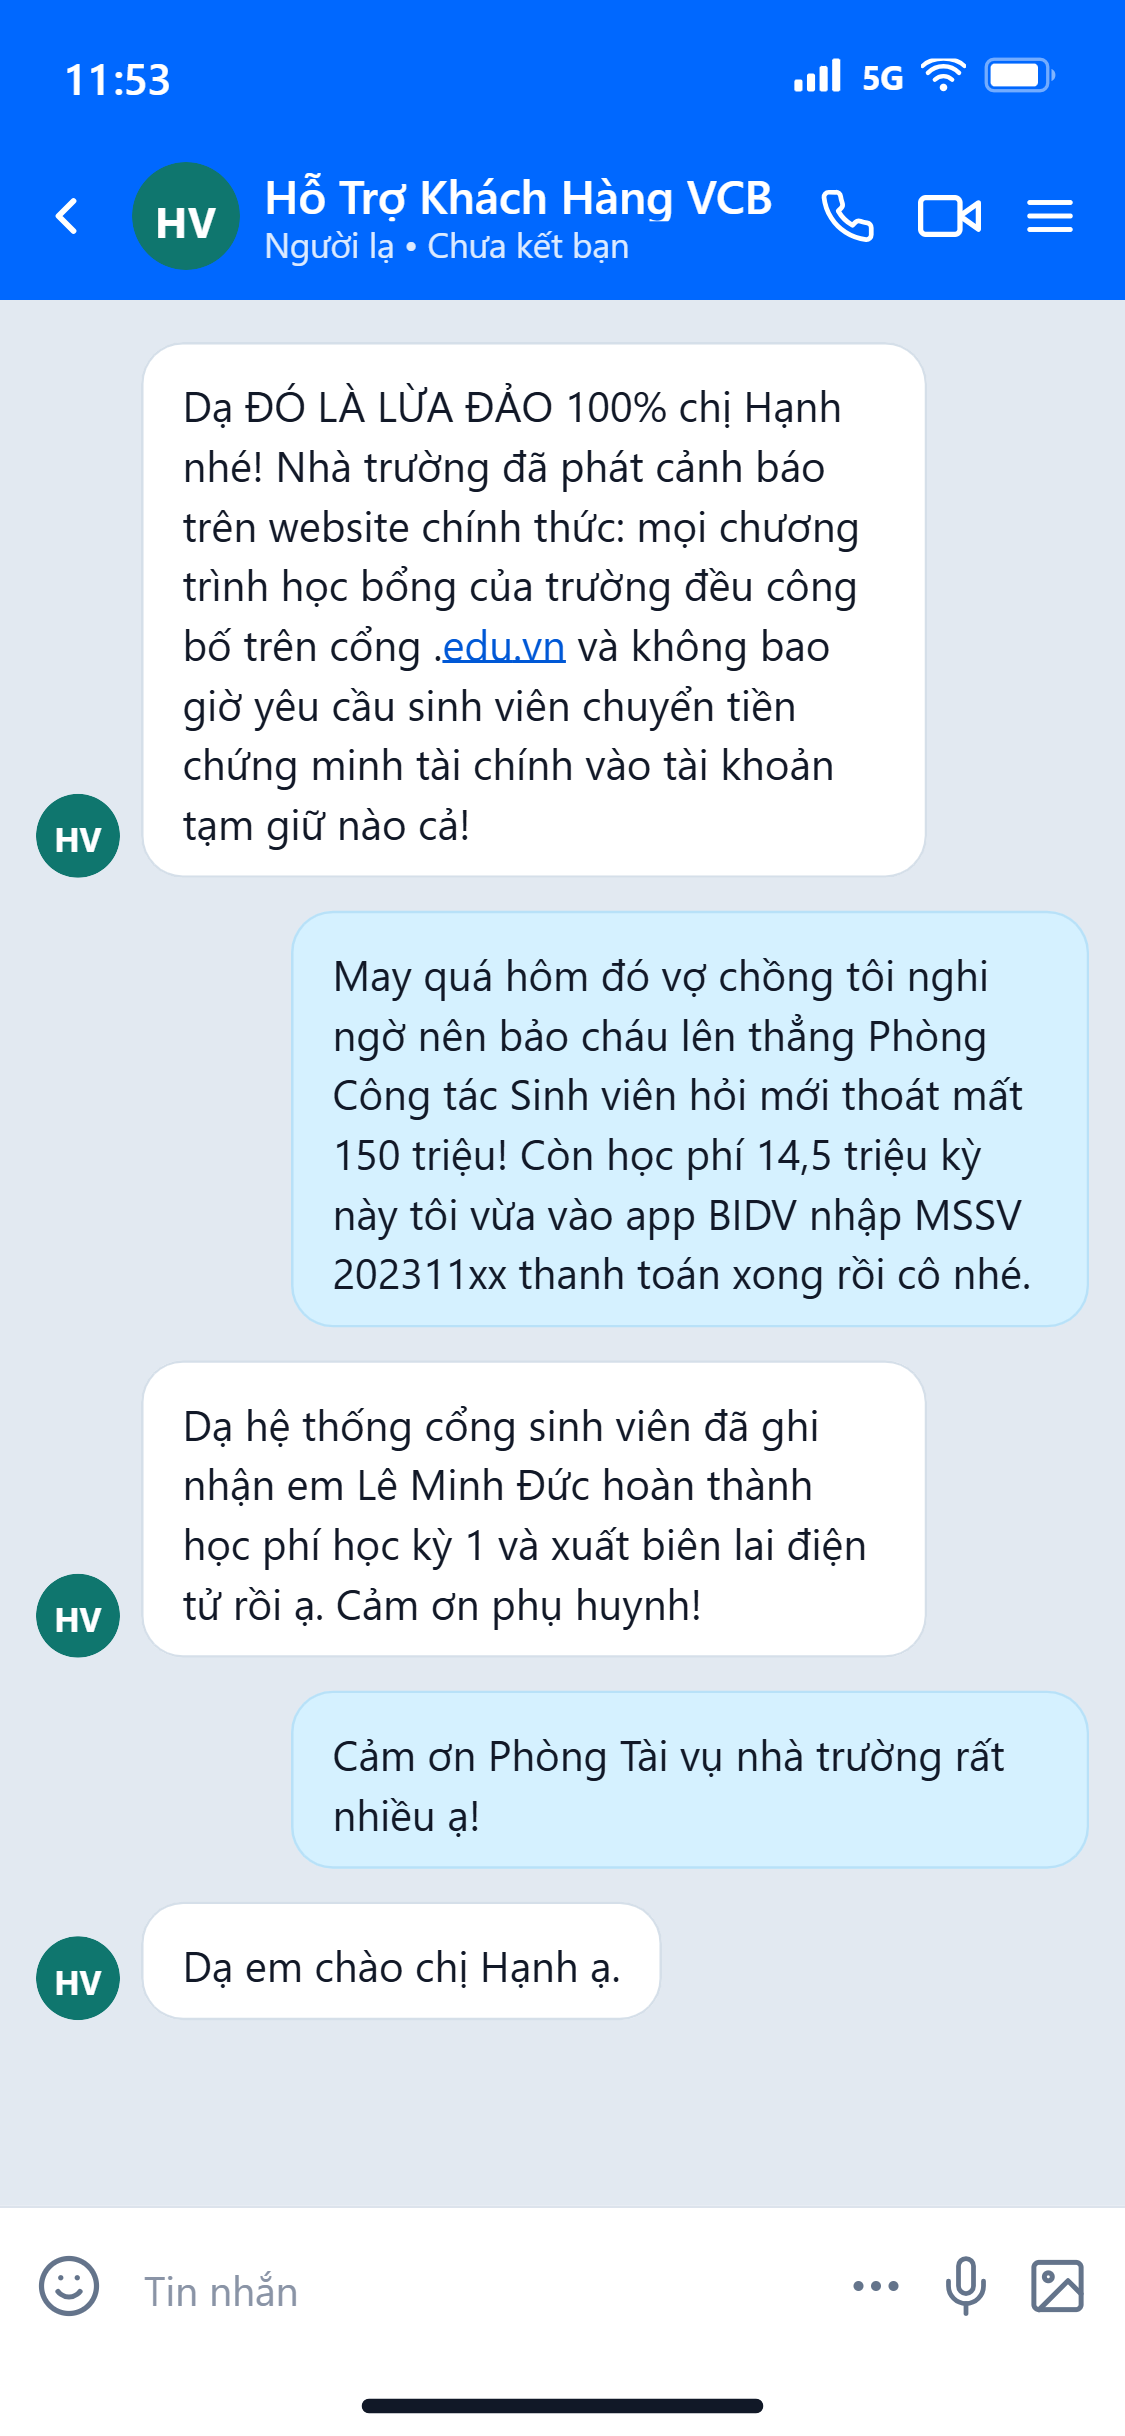 11:53
5G
HV
Hỗ Trợ Khách Hàng VCB
Người lạ • Chưa kết bạn
Dạ ĐÓ LÀ LỪA ĐẢO 100% chị Hạnh
nhé! Nhà trường đã phát cảnh báo
trên website chính thức: mọi chương
trình học bổng của trường đều công
bố trên cổng .edu.vn và không bao
giờ yêu cầu sinh viên chuyển tiền
chứng minh tài chính vào tài khoản
tạm giữ nào cả!
HV
May quá hôm đó vợ chồng tôi nghi
ngờ nên bảo cháu lên thẳng Phòng
Công tác Sinh viên hỏi mới thoát mất
150 triệu! Còn học phí 14,5 triệu kỳ
này tôi vừa vào app BIDV nhập MSSV
202311xx thanh toán xong rồi cô nhé.
Dạ hệ thống cổng sinh viên đã ghi
nhận em Lê Minh Đức hoàn thành
học phí học kỳ 1 và xuất biên lai điện
tử rồi ạ. Cảm ơn phụ huynh!
HV
Cảm ơn Phòng Tài vụ nhà trường rất
nhiều ạ!
Dạ em chào chị Hạnh ạ.
HV
Tin nhắn